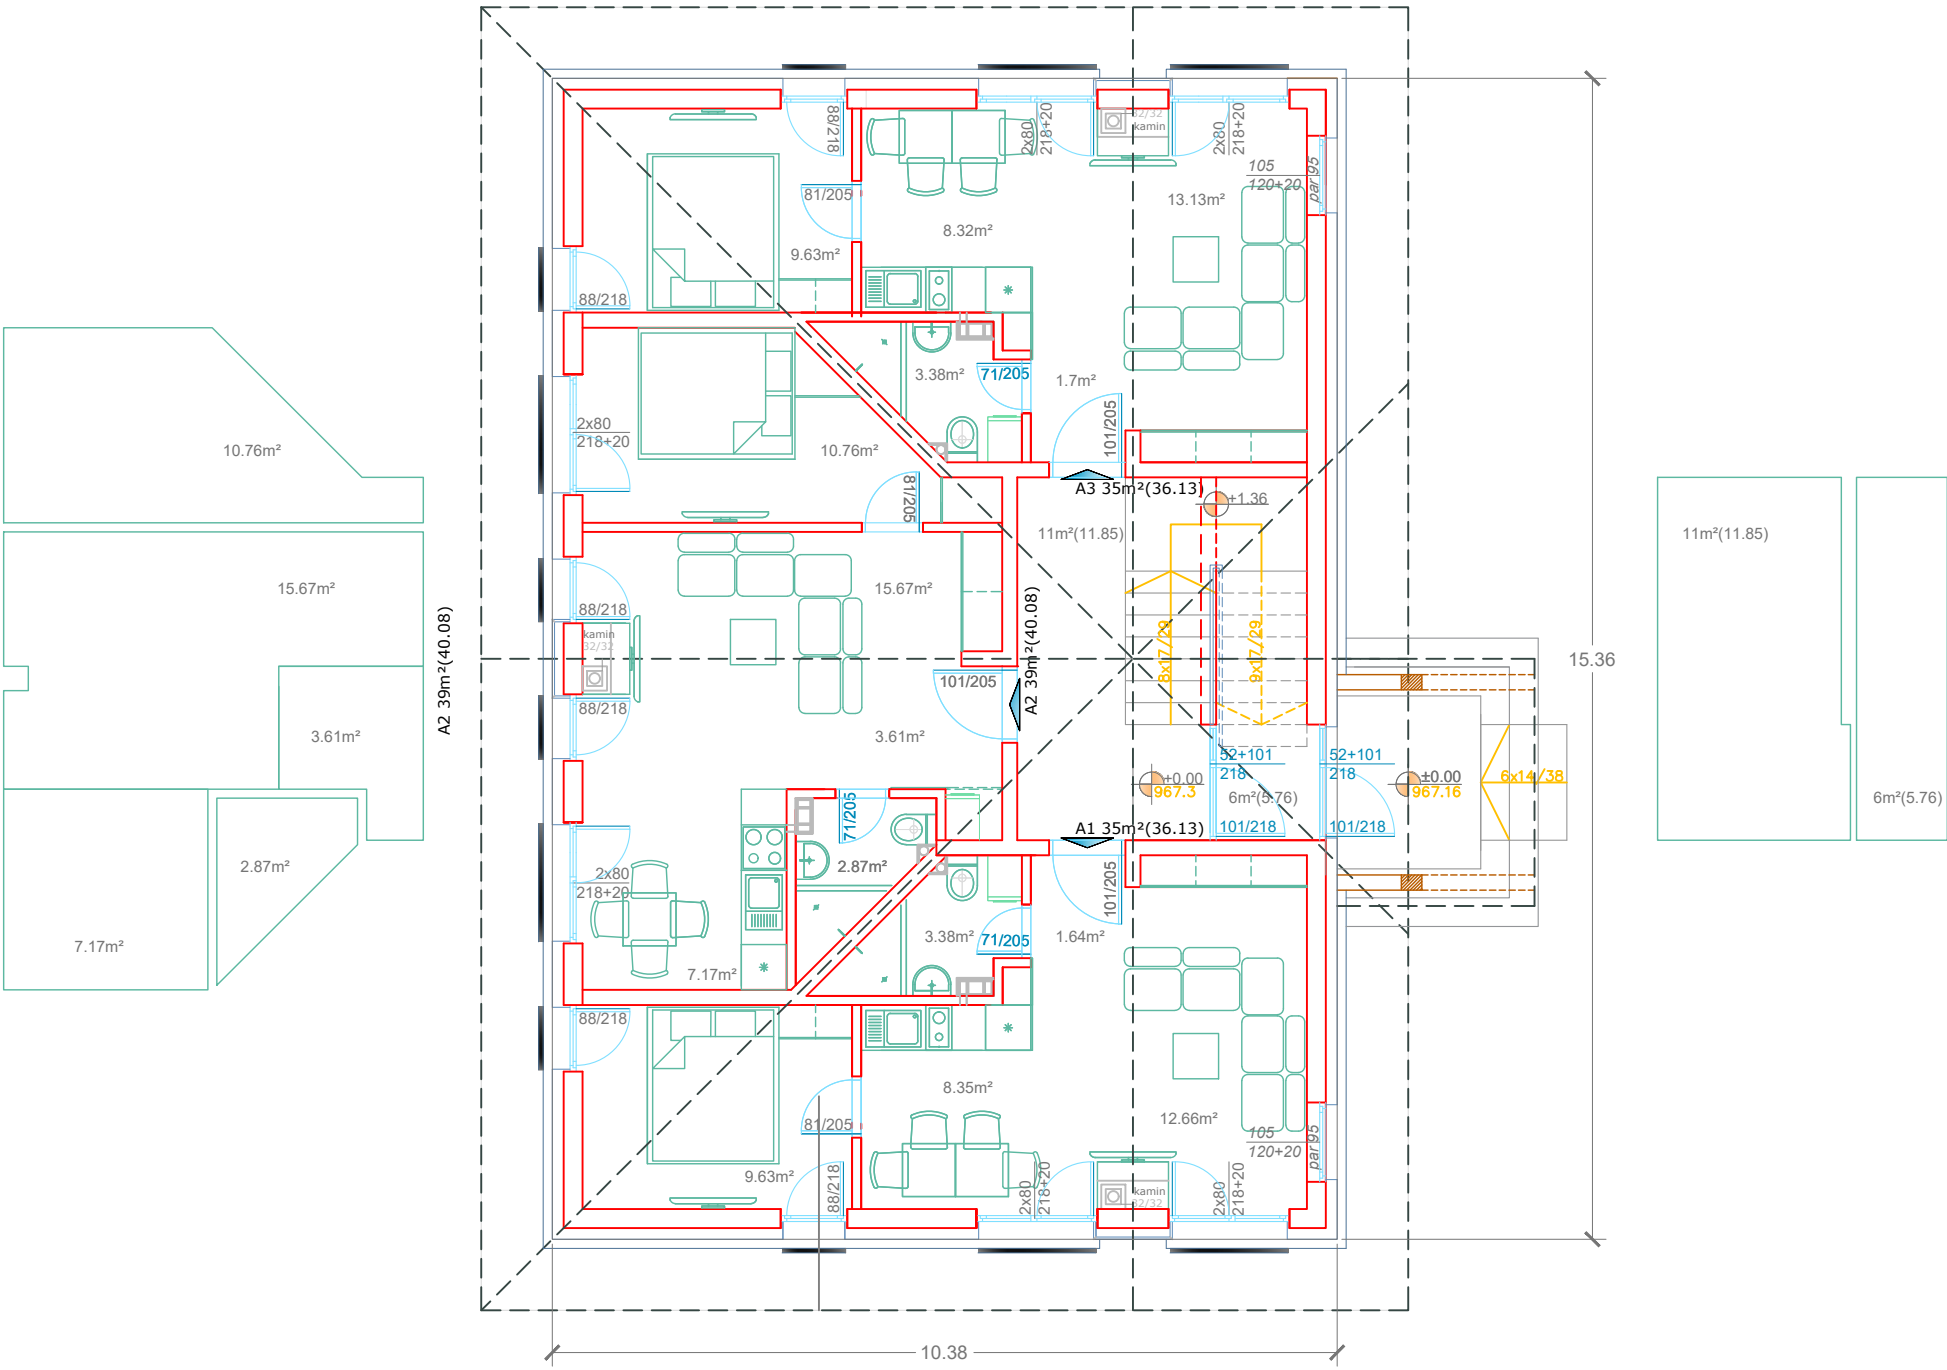 88/218
2x80
218+20
32/32
kamin
2x80
218+20
105
120+20
par 95
81/205
13.13m²
8.32m²
9.63m²
88/218
3.38m²
71/205
1.7m²
101/205
2x80
218+20
10.76m²
10.76m²
81/205
A3 35m²(36.13)
+1.36
11m²(11.85)
11m²(11.85)
15.67m²
15.67m²
88/218
kamin
32/32
A2 39m²(40.08)
A2 39m²(40.08)
8x17/29
9x17/29
15.36
101/205
88/218
3.61m²
3.61m²
52+101
218
52+101
218
+0.00
967.3
±0.00
967.16
6x14/38
6m²(5.76)
6m²(5.76)
101/218
101/218
A1 35m²(36.13)
71/205
2.87m²
2.87m²
2x80
218+20
101/205
7.17m²
7.17m²
3.38m²
71/205
1.64m²
88/218
8.35m²
12.66m²
81/205
105
120+20
par 95
9.63m²
88/218
2x80
218+20
kamin
32/32
2x80
218+20
10.38